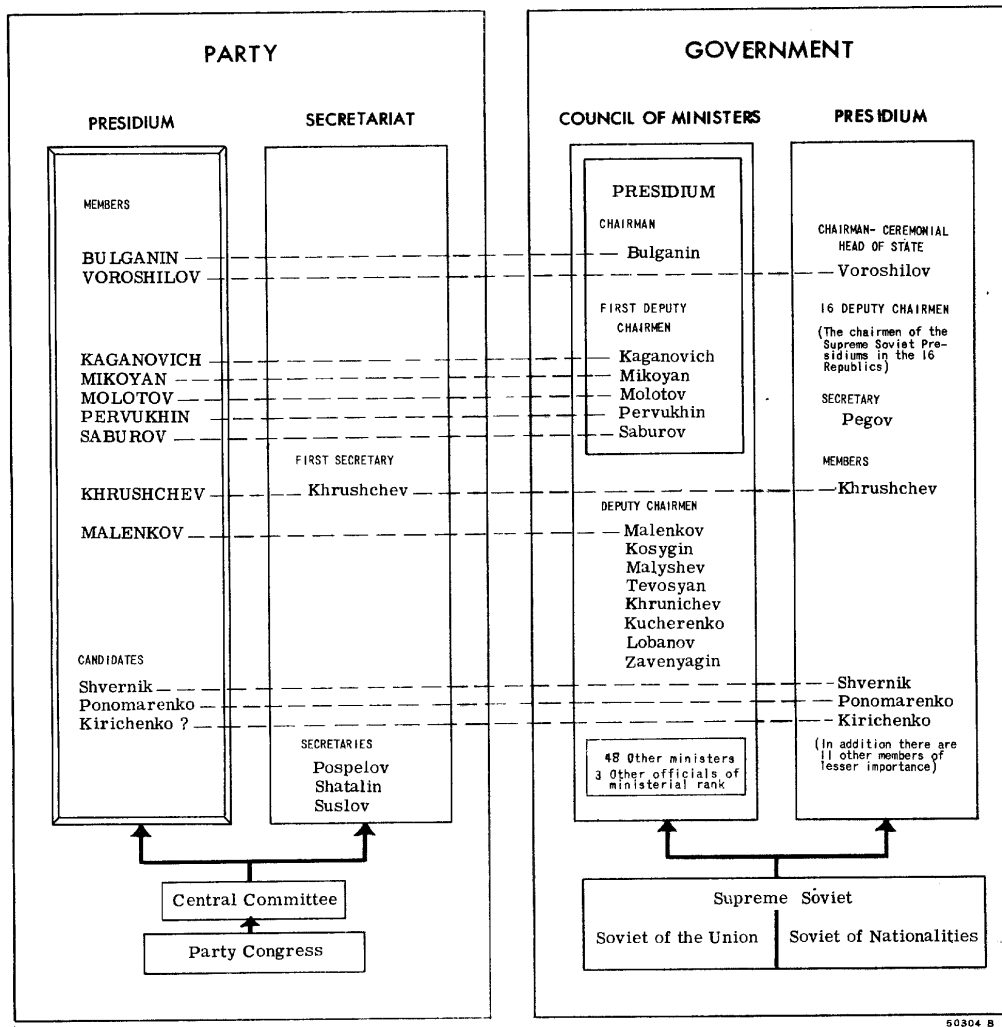 PARTY
PRESIDIUM
SECRETARIAT
MEMBERS
BULGANIN
VOROSHILOV
KAGANOVICH
MIKOYAN
MOLOTOV
PERVUKHIN
SABUROV
FIRST SECRETARY
KHRUSHCHEV
Khrushchev
MALENKOV
CANDIDATES
Shvernik
Ponomarenko
Kirichenko ?
SECRETARIES
Pospelov
Shatalin
Suslov
Central Committee
Party Congress
GOVERNMENT
COUNCIL OF MINISTERS
PRESIDIUM
PRESIDIUM
CHAIRMAN
Bulganin
FIRST DEPUTY
CHAIRMEN
Kaganovich
Mikoyan
Molotov
Pervukhin
Saburov
DEPUTY CHAIRMEN
Malenkov
Kosygin
Malyshev
Tevosyan
Khrunichev
Kucherenko
Lobanov
Zavenyagin
48 Other ministers
3 Other officials of
ministerial rank
CHAIRMAN- CEREMONIAL
HEAD OF STATE
Voroshilov
16 DEPUTY CHAIRMEN
(The chairmen of the
Supreme Soviet Pre-
sidiums in the 16
Republics)
SECRETARY
Pegov
MEMBERS
Khrushchev
Shvernik
Ponomarenko
Kirichenko
(In addition there are
11 other members of
lesser importance)
Supreme Soviet
Soviet of the Union
Soviet of Nationalities
50304 B